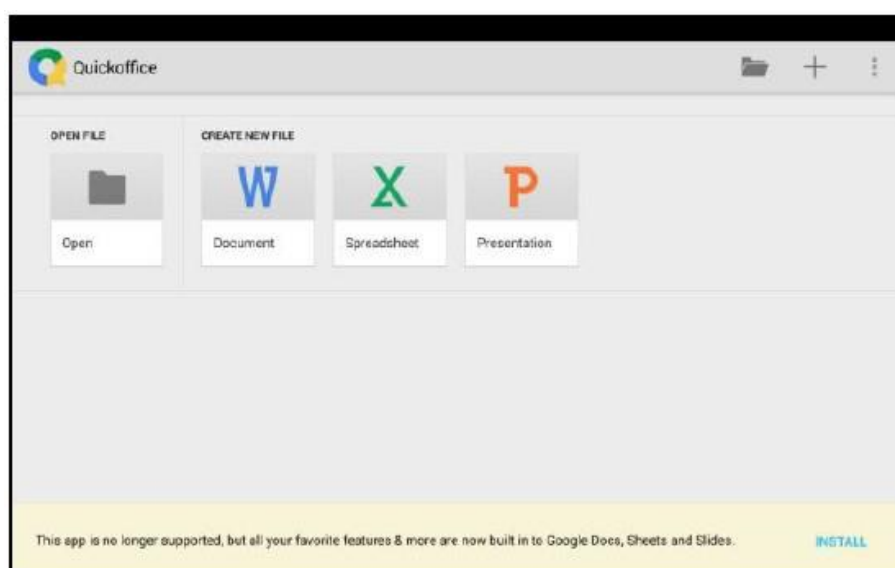 Quickoffice
OPEN FILE
CREATE NEW FILE
W
X
P
Open
Document
Spreadsheet
Presentation
This app is no longer supported, but all your favorite features & more are now built in to Google Docs, Sheets and Slides.
INSTALL